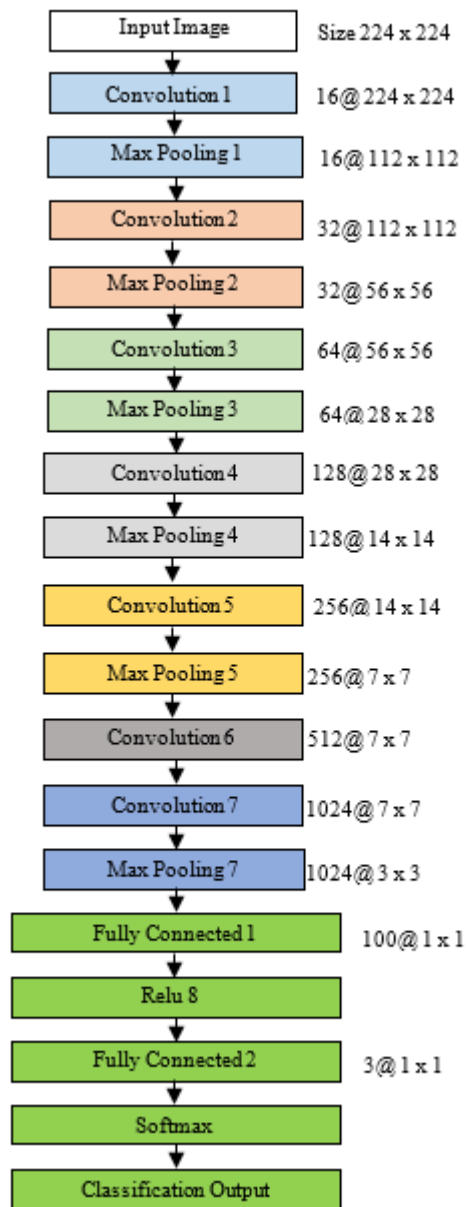 Input Image Size 224 x 224
Convolution 1 16@ 224 x 224
Max Pooling 1 16@ 112 x 112
Convolution 2 32@ 112 x 112
Max Pooling 2 32@ 56 x 56
Convolution 3 64@ 56 x 56
Max Pooling 3 64@ 28 x 28
Convolution 4 128@ 28 x 28
Max Pooling 4 128@ 14 x 14
Convolution 5 256@ 14 x 14
Max Pooling 5 256@ 7 x 7
Convolution 6 512@ 7 x 7
Convolution 7 1024@ 7 x 7
Max Pooling 7 1024@ 3 x 3
Fully Connected 1 100@ 1 x 1
Relu 8
Fully Connected 2 3@ 1 x 1
Softmax
Classification Output